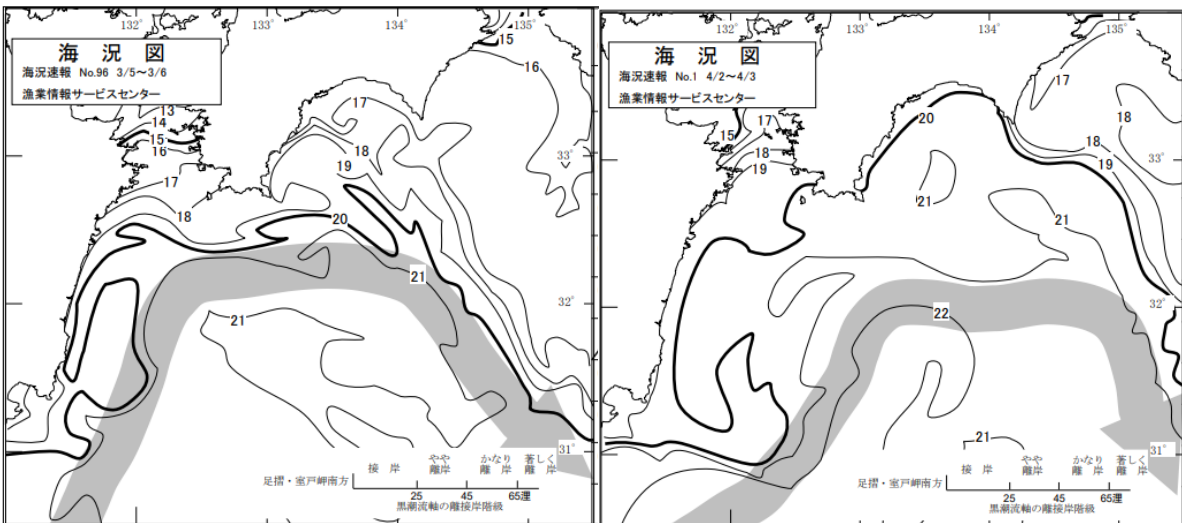 132°
133°
134°
135°
海 況 図
海況速報 No.96 3/5～3/6
漁業情報サービスセンター
15
16
13
14
15
16
17
17
18
19
33°
18
20
21
21
32°
31°
接 岸
やや
離岸
かなり
離 岸
著しく
離 岸
足摺・室戸岬南方
25
45
65浬
黒潮流軸の離接岸階級
132°
133°
134°
135°
海 況 図
海況速報 No.1 4/2～4/3
漁業情報サービスセンター
17
18
15
17
18
19
20
18
19
33°
21
21
32°
22
21
31°
接 岸
やや
離岸
かなり
離 岸
著しく
離 岸
足摺・室戸岬南方
25
45
65浬
黒潮流軸の離接岸階級